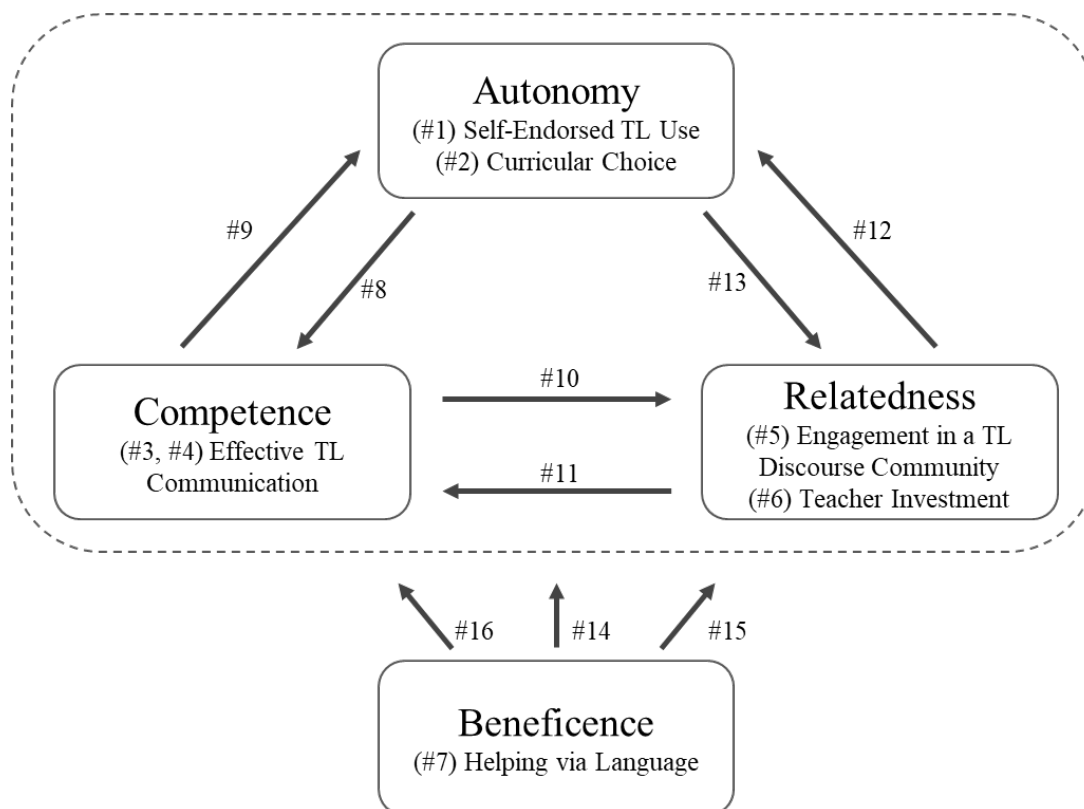 Autonomy
(#1) Self-Endorsed TL Use
(#2) Curricular Choice
#9
#12
#8
#13
Competence
(#3, #4) Effective TL
Communication
#10
#11
Relatedness
(#5) Engagement in a TL
Discourse Community
(#6) Teacher Investment
#16
#14
#15
Beneficence
(#7) Helping via Language